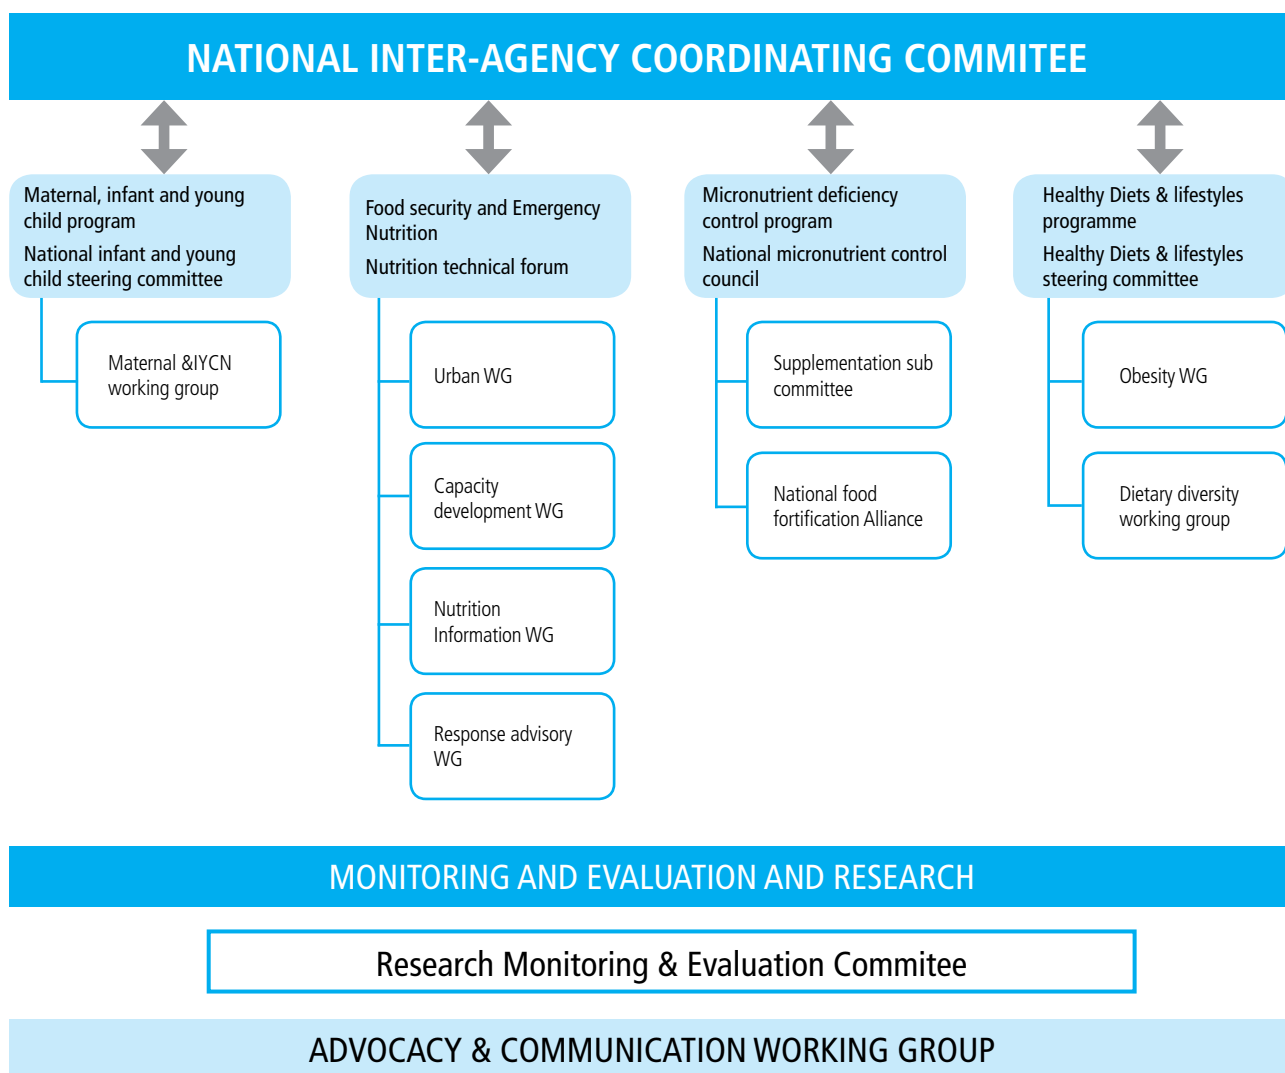 NATIONAL INTER-AGENCY COORDINATING COMMITEE
Maternal, infant and young
child program
National infant and young
child steering committee
Maternal &IYCN
working group
Food security and Emergency
Nutrition
Nutrition technical forum
Urban WG
Capacity
development WG
Nutrition
Information WG
Response advisory
WG
Micronutrient deficiency
control program
National micronutrient control
council
Supplementation sub
committee
National food
fortification Alliance
Healthy Diets & lifestyles
programme
Healthy Diets & lifestyles
steering committee
Obesity WG
Dietary diversity
working group
MONITORING AND EVALUATION AND RESEARCH
Research Monitoring & Evaluation Commitee
ADVOCACY & COMMUNICATION WORKING GROUP